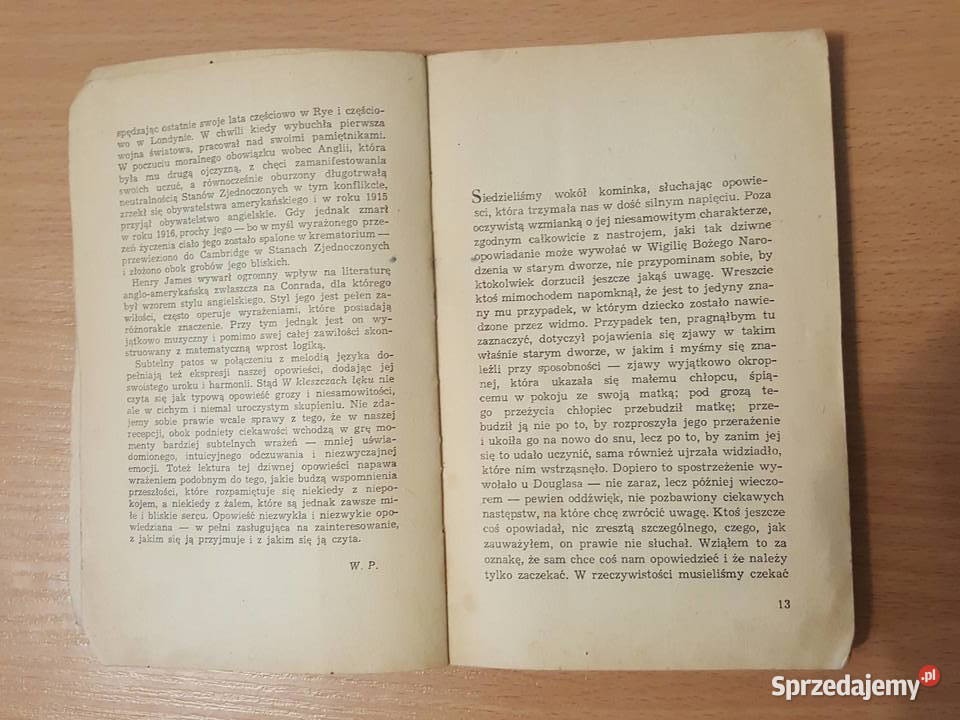 spędzając ostatnie swoje lata częściowo w Rye i częścio-
wo w Londynie. W chwili kiedy wybuchła pierwsza
wojna światowa, pracował nad swoimi pamiętnikami.
W poczuciu moralnego obowiązku wobec Anglii, która
była mu drugą ojczyzną, z chęci zamanifestowania
swoich uczuć, a równocześnie oburzony długotrwałą
neutralnością Stanów Zjednoczonych w tym konflikcie,
zrzekł się obywatelstwa amerykańskiego i w roku 1915
przyjął obywatelstwo angielskie. Gdy jednak zmarł
w roku 1916, prochy jego — bo w myśl wyrażonego prze-
zeń życzenia ciało jego zostało spalone w krematorium —
przewieziono do Cambridge w Stanach Zjednoczonych
i złożono obok grobów jego bliskich.
Henry James wywarł ogromny wpływ na literaturę
anglo-amerykańską zwłaszcza na Conrada, dla którego
był wzorem stylu angielskiego. Styl jego jest pełen za-
wiłości, często operuje wyrażeniami, które posiadają
różnorakie znaczenie. Przy tym jednak jest on wy-
jątkowo muzyczny i pomimo swej całej zawiłości skon-
struowany z matematyczną wprost logiką.
Subtelny patos w połączeniu z melodią języka do-
pełniają też ekspresji naszej opowieści, dodając jej
swoistego uroku i harmonii. Stąd W kleszczach lęku nie
czyta się jak typową opowieść grozy i niesamowitości,
ale w cichym i niemal uroczystym skupieniu. Nie zda-
jemy sobie prawie wcale sprawy z tego, że w naszej
recepcji, obok podniety ciekawości wchodzą w grę mo-
menty bardziej subtelnych wrażeń — mniej uświa-
domionego, intuicyjnego odczuwania i niezwyczajnej
emocji. Toteż lektura tej dziwnej opowieści napawa
wrażeniem podobnym do tego, jakie budzą wspomnienia
przeszłości, które rozpamiętuje się niekiedy z niepo-
kojem, a niekiedy z żalem, które są jednak zawsze mi-
łe i bliskie sercu. Opowieść niezwykła i niezwykle opo-
wiedziana — w pełni zasługująca na zainteresowanie,
z jakim się ją przyjmuje i z jakim się ją czyta.
W. P.
Siedzieliśmy wokół kominka, słuchając opowie-
ści, która trzymała nas w dość silnym napięciu. Poza
oczywistą wzmianką o jej niesamowitym charakterze,
zgodnym całkowicie z nastrojem, jaki tak dziwne
opowiadanie może wywołać w Wigilię Bożego Naro-
dzenia w starym dworze, nie przypominam sobie, by
ktokolwiek dorzucił jeszcze jakąś uwagę. Wreszcie
ktoś mimochodem napomknął, że jest to jedyny zna-
ny mu przypadek, w którym dziecko zostało nawie-
dzone przez widmo. Przypadek ten, pragnąłbym tu
zaznaczyć, dotyczył pojawienia się zjawy w takim
właśnie starym dworze, w jakim i myśmy się zna-
leźli przy sposobności — zjawy wyjątkowo okrop-
nej, która ukazała się małemu chłopcu, śpią-
cemu w pokoju ze swoją matką; pod grozą te-
go przeżycia chłopiec przebudził matkę; prze-
budził ją nie po to, by rozproszyła jego przerażenie
i ukoiła go na nowo do snu, lecz po to, by zanim jej
się to udało uczynić, sama również ujrzała widziadło,
które nim wstrząsnęło. Dopiero to spostrzeżenie wy-
wołało u Douglasa — nie zaraz, lecz później wieczo-
rem — pewien oddźwięk, nie pozbawiony ciekawych
następstw, na które chcę zwrócić uwagę. Ktoś jeszcze
coś opowiadał, nic zresztą szczególnego, czego, jak
zauważyłem, on prawie nie słuchał. Wziąłem to za
oznakę, że sam chce coś nam opowiedzieć i że należy
tylko zaczekać. W rzeczywistości musieliśmy czekać
13
Sprzedajemy.pl